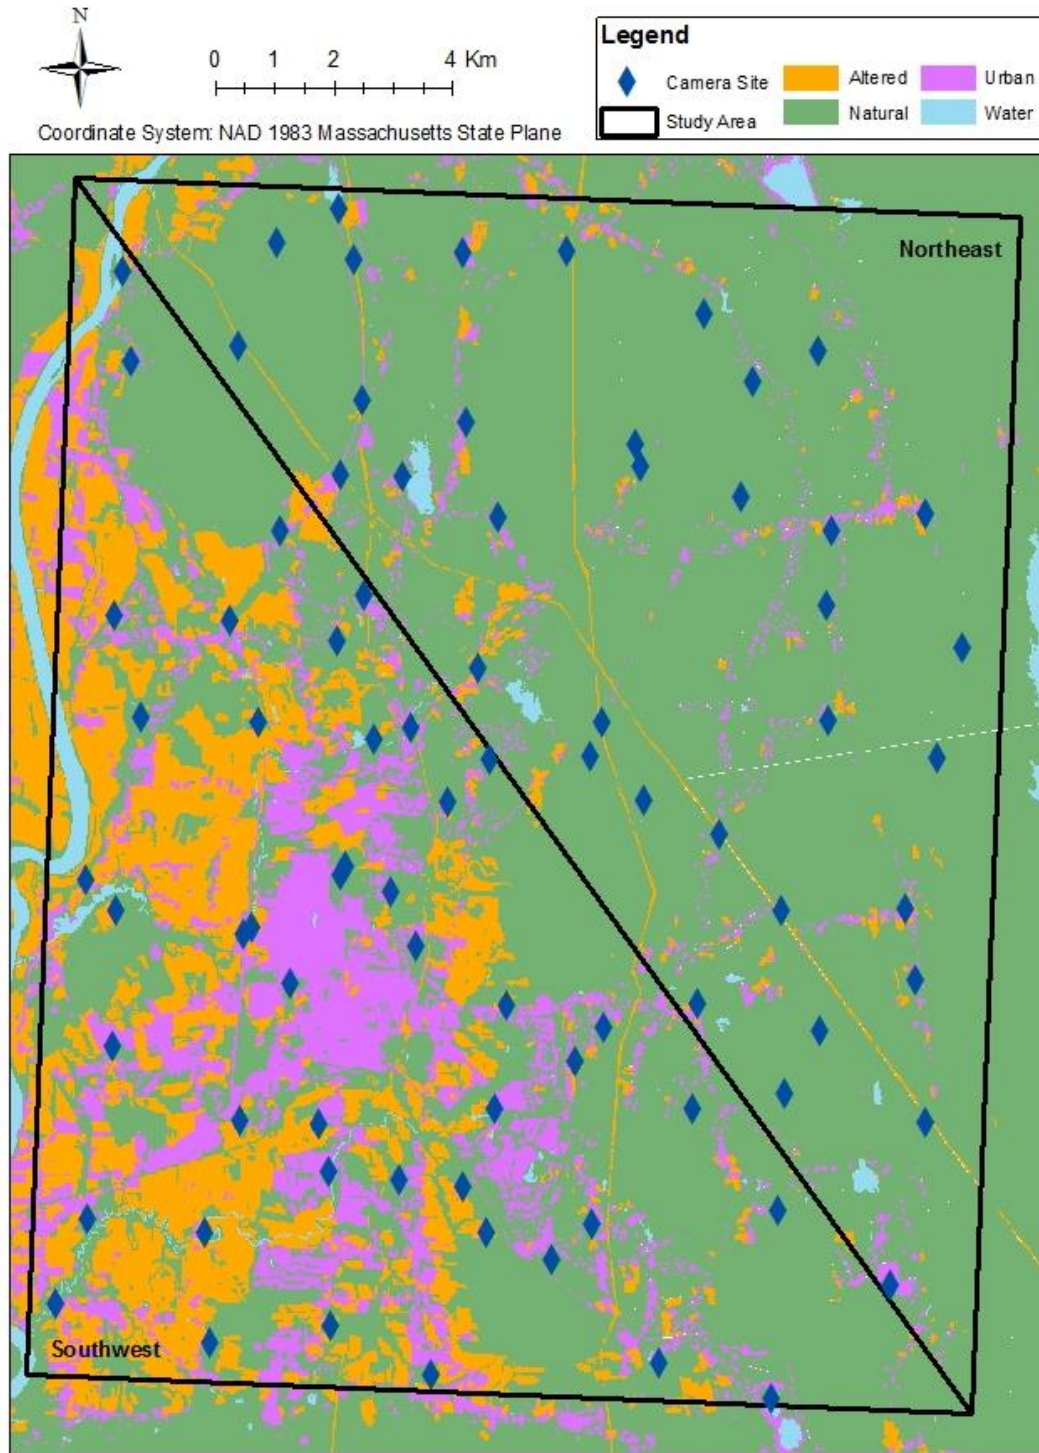 N
0 1 2 4 Km
Coordinate System: NAD 1983 Massachusetts State Plane
Legend
Camera Site
Study Area
Altered
Natural
Urban
Water
Northeast
Southwest